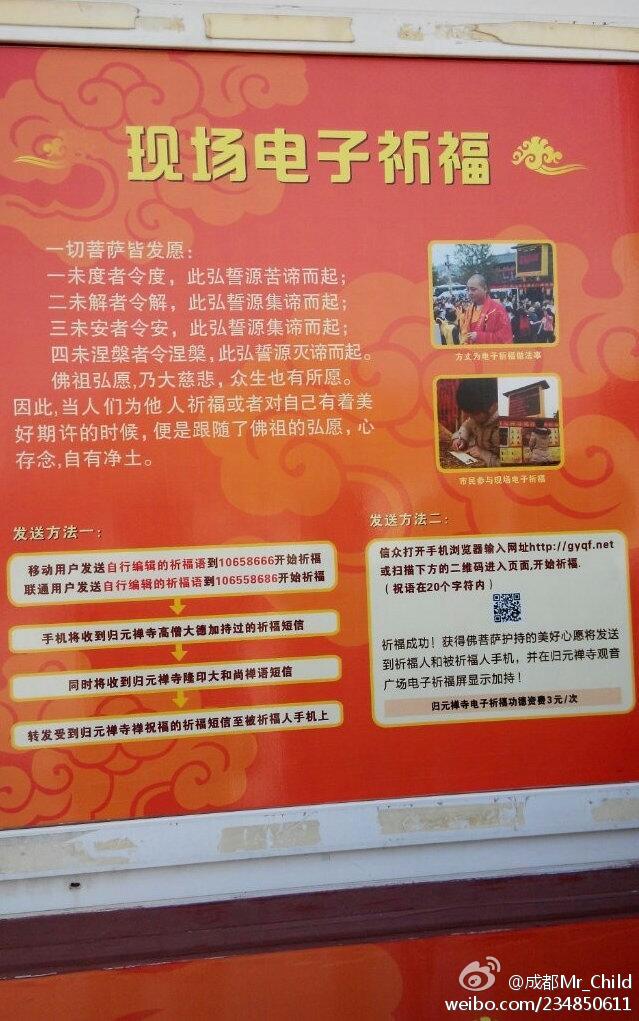 现场电子祈福
一切菩萨皆发愿：
一未度者令度，此弘誓源苦谛而起；
二未解者令解，此弘誓源集谛而起；
三未安者令安，此弘誓源集谛而起；
四未涅槃者令涅槃，此弘誓源灭谛而起。
佛祖弘愿，乃大慈悲，众生也有所愿。
因此，当人们为他人祈福或者对自己有着美
好期许的时候，便是跟随了佛祖的弘愿，心
存念，自有净土。
方丈为电子祈福做法事
市民参与现场电子祈福
发送方法一：
移动用户发送自行编辑的祈福语到10658666开始祈福
联通用户发送自行编辑的祈福语到106558686开始祈福
手机将收到归元禅寺高僧大德加持过的祈福短信
同时将收到归元禅寺隆印大和尚禅语短信
转发受到归元禅寺禅祝福的祈福短信至被祈福人手机上
发送方法二：
信众打开手机浏览器输入网址http://gyqf.net
或扫描下方的二维码进入页面，开始祈福.
（祝语在20个字符内）
祈福成功！获得佛菩萨护持的美好心愿将发送
到祈福人和被祈福人手机，并在归元禅寺观音
广场电子祈福屏显示加持！
归元禅寺电子祈福功德资费3元/次
@成都Mr_Child
weibo.com/234850611